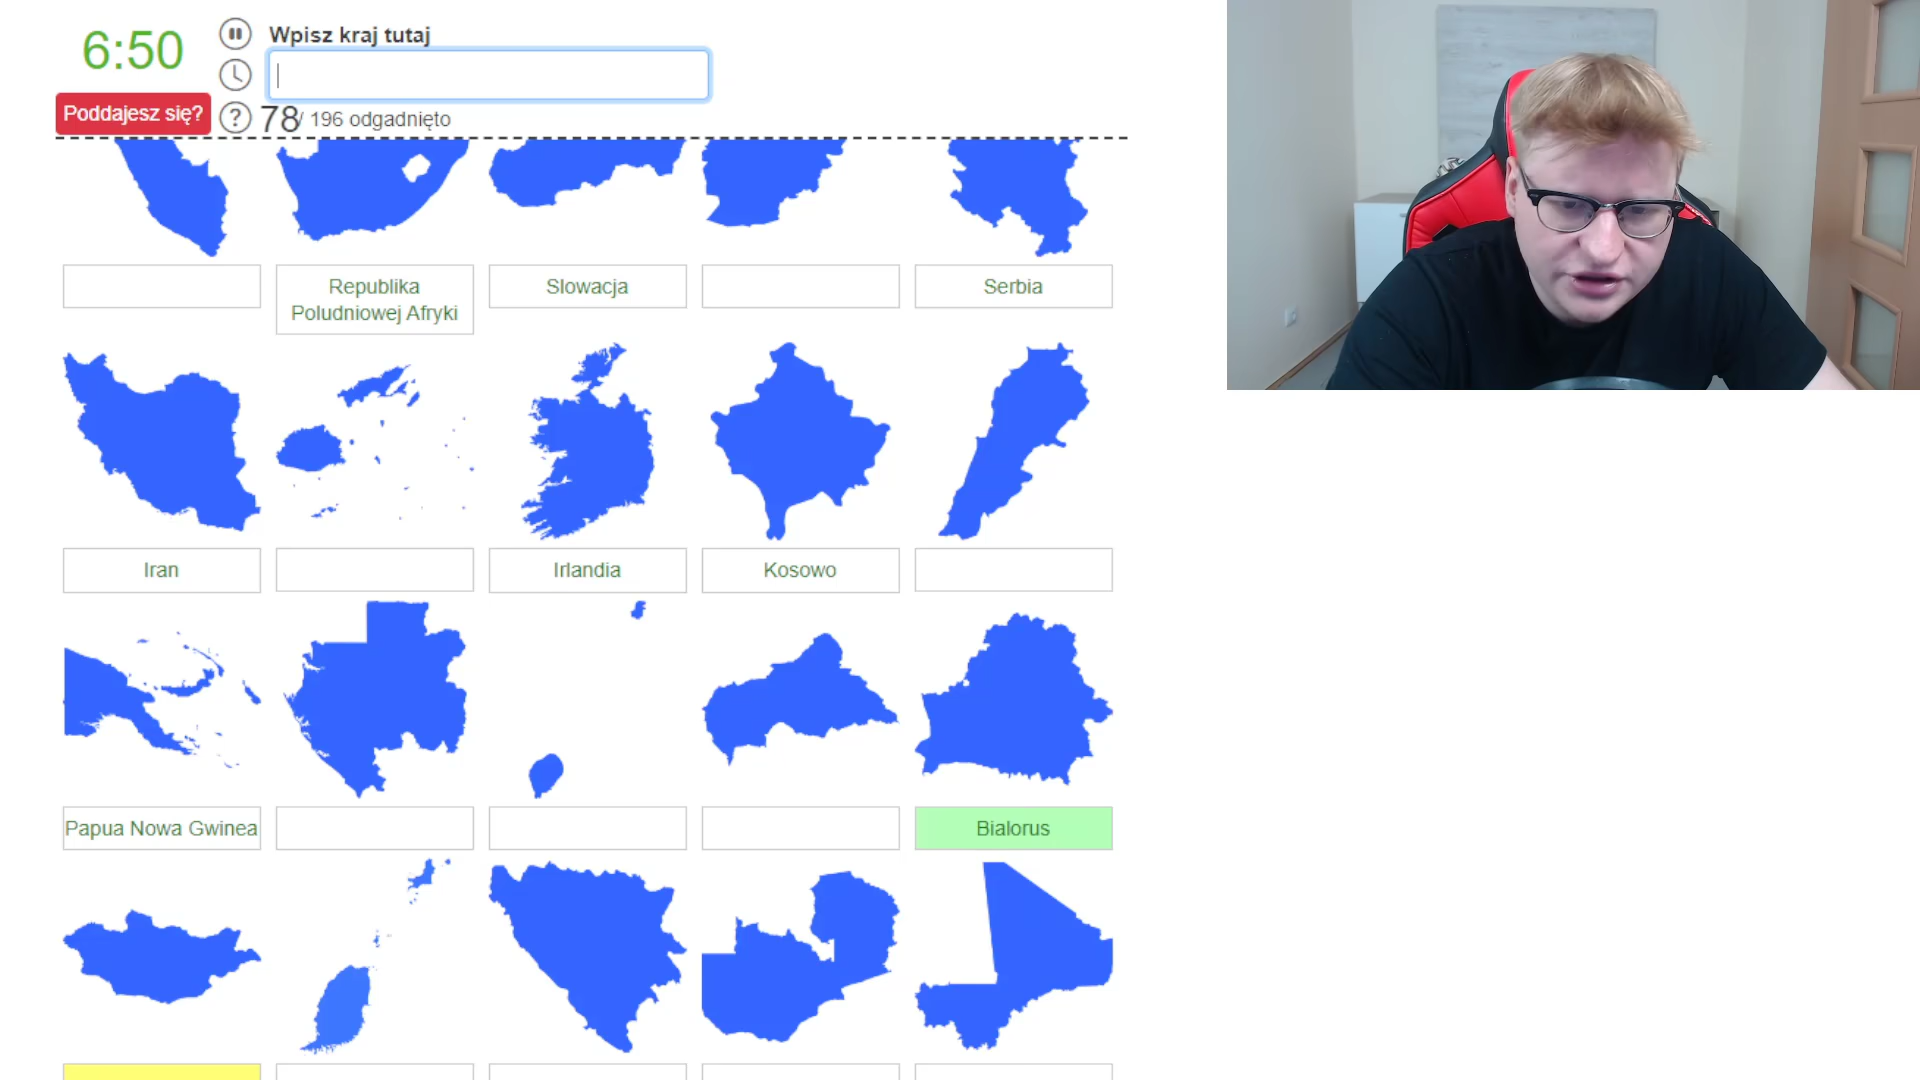 6:50
Wpisz kraj tutaj
Poddajesz się?
?
78 / 196 odgadnięto
Republika
Poludniowej Afryki
Slowacja
Serbia
Iran
Irlandia
Kosowo
Papua Nowa Gwinea
Bialorus